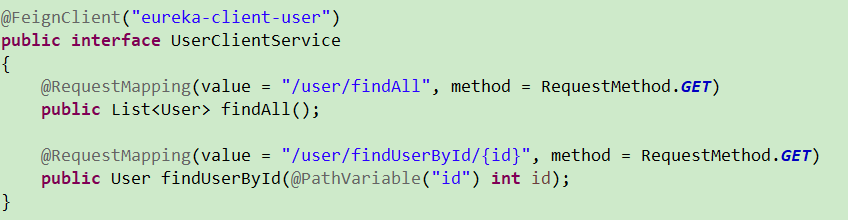 @FeignClient("eureka-client-user")
public interface UserClientService
{
    @RequestMapping(value = "/user/findAll", method = RequestMethod.GET)
    public List<User> findAll();

    @RequestMapping(value = "/user/findUserById/{id}", method = RequestMethod.GET)
    public User findUserById(@PathVariable("id") int id);
}